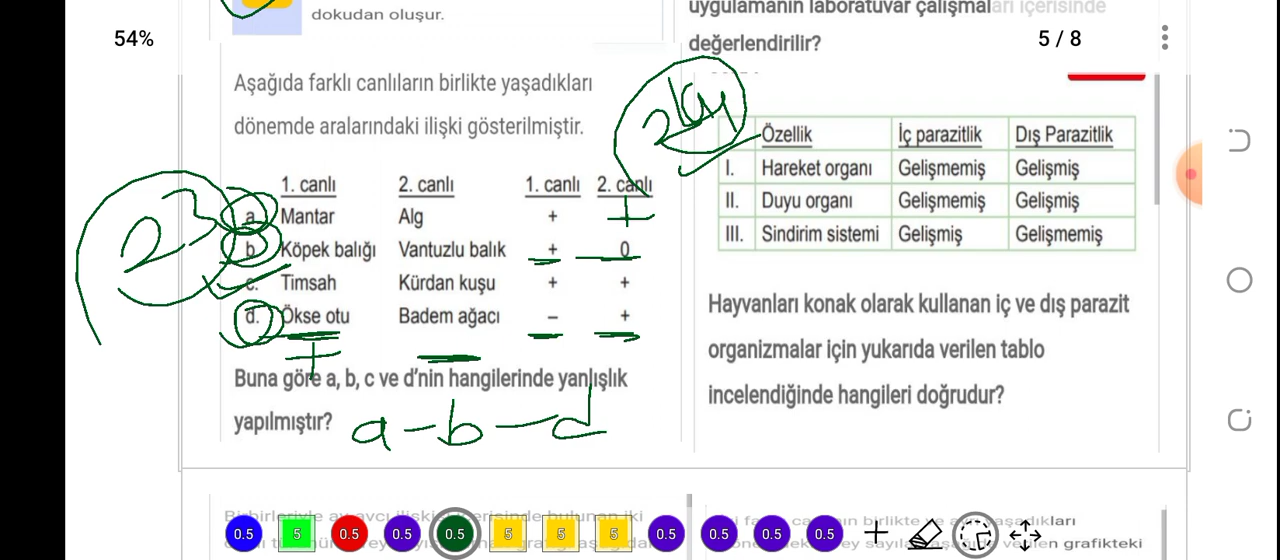 dokudan oluşur.
uygulamanın laboratuvar çalışmaları içerisinde
değerlendirilir?
54%
5 / 8
Aşağıda farklı canlıların birlikte yaşadıkları
dönemde aralarındaki ilişki gösterilmiştir.
23
1. canlı 2. canlı 1. canlı 2. canlı
a. Mantar Alg + +
b. Köpek balığı Vantuzlu balık + 0
c. Timsah Kürdan kuşu + +
d. Ökse otu Badem ağacı – +
+
Buna göre a, b, c ve d'nin hangilerinde yanlışlık
yapılmıştır?
a-b-d
Özellik İç parazitlik Dış Parazitlik
I. Hareket organı Gelişmemiş Gelişmiş
II. Duyu organı Gelişmemiş Gelişmiş
III. Sindirim sistemi Gelişmiş Gelişmemiş
Hayvanları konak olarak kullanan iç ve dış parazit
organizmalar için yukarıda verilen tablo
incelendiğinde hangileri doğrudur?
0.5 5 0.5 0.5 0.5 5 5 5 0.5 0.5 0.5 0.5